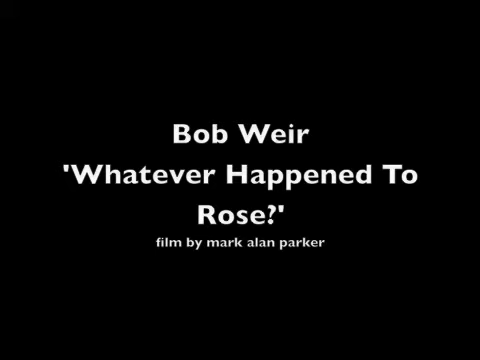 Bob Weir
'Whatever Happened To
Rose?'
film by mark alan parker